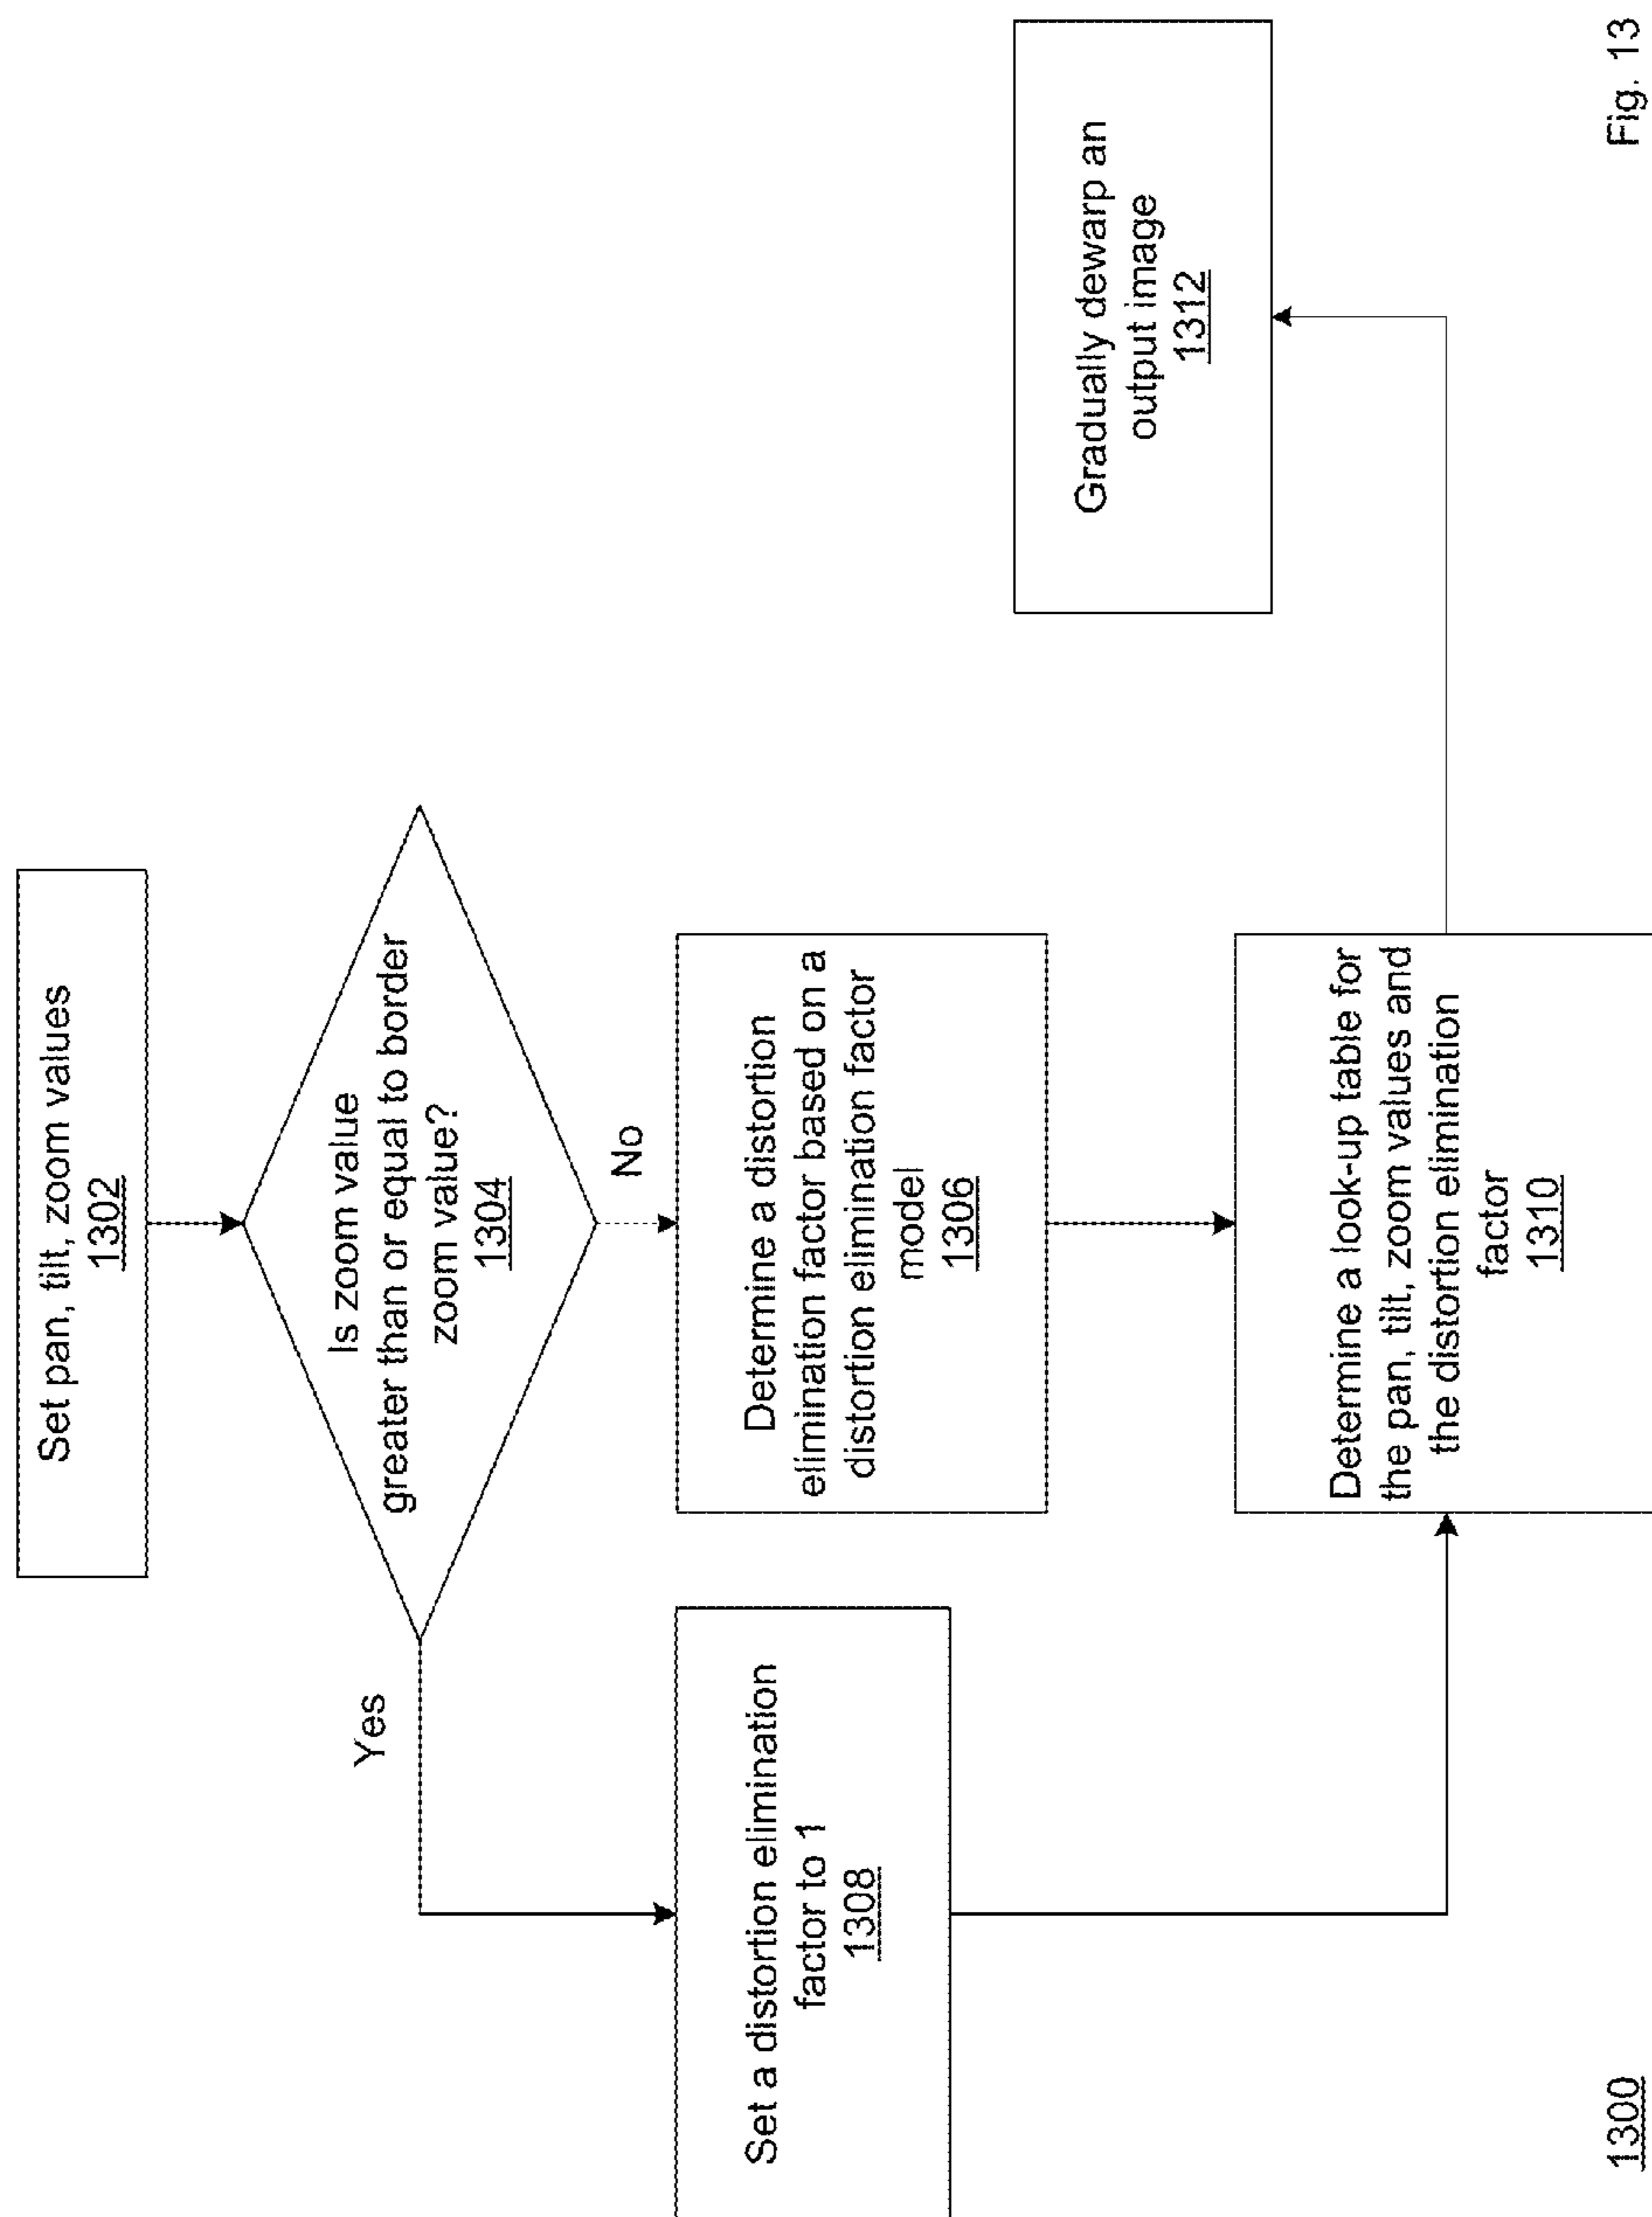 Set pan, tilt, zoom values
1302
Is zoom value
greater than or equal to border
zoom value?
1304
Yes
No
Set a distortion elimination
factor to 1
1308
Determine a distortion
elimination factor based on a
distortion elimination factor
model
1306
Determine a look-up table for
the pan, tilt, zoom values and
the distortion elimination
factor
1310
Gradually dewarp an
output image
1312
1300
Fig. 13